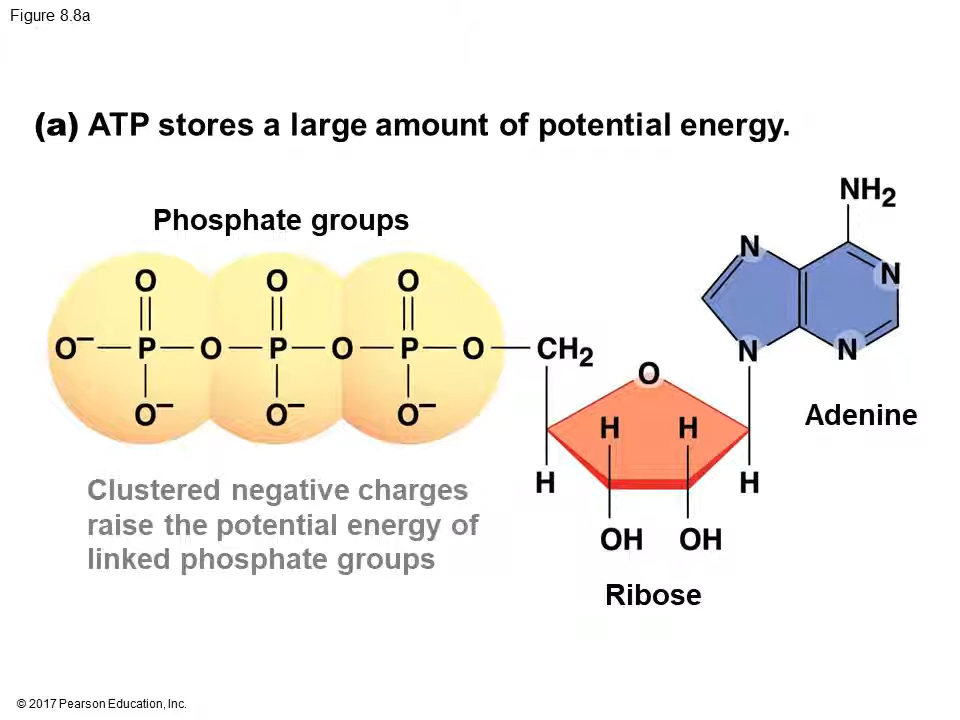 Figure 8.8a
(a) ATP stores a large amount of potential energy.
NH2
Phosphate groups
N
N
O O O
O– P O P O P O CH2
N
N
O
O– O– O–
Adenine
H H
Clustered negative charges
raise the potential energy of
linked phosphate groups
H
H
OH OH
Ribose
© 2017 Pearson Education, Inc.